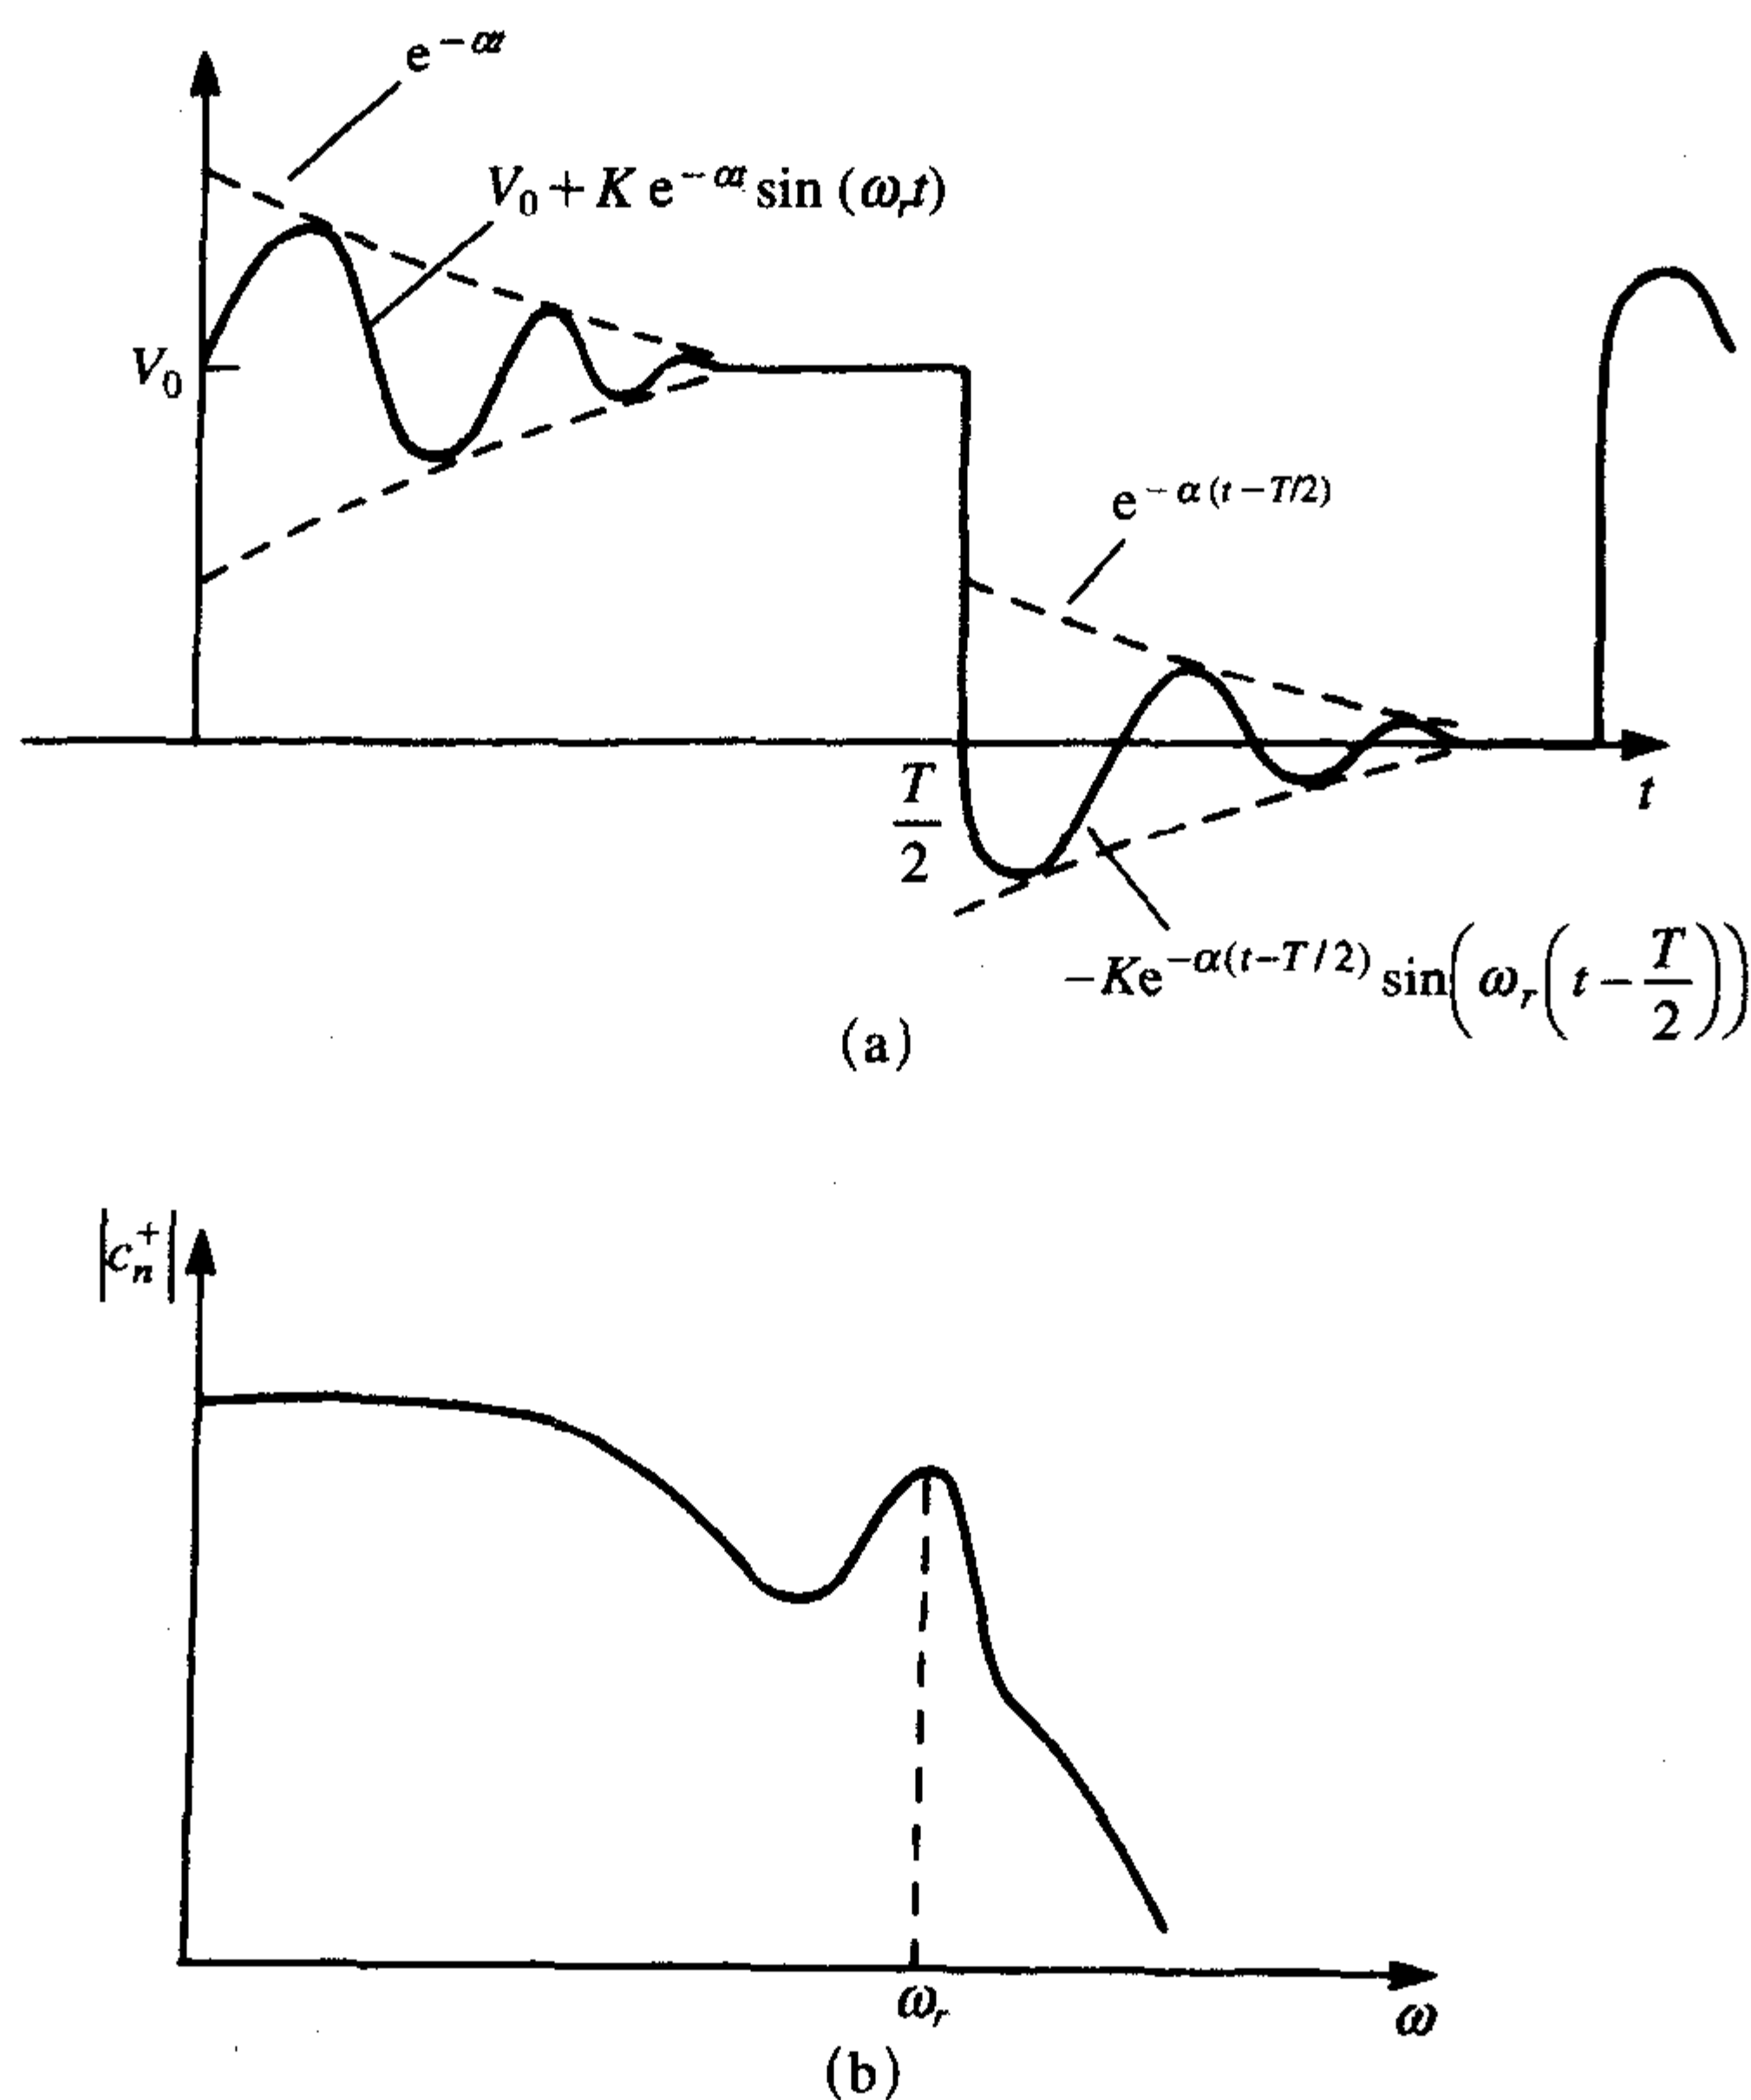 e^{-αt}
V_0 + K e^{-αt} sin (ω_r t)
V_0
e^{-α(t-T/2)}
T/2
t
-Ke^{-α(t-T/2)} sin(ω_r(t - T/2))
(a)
|c_n^+|
ω_r
ω
(b)